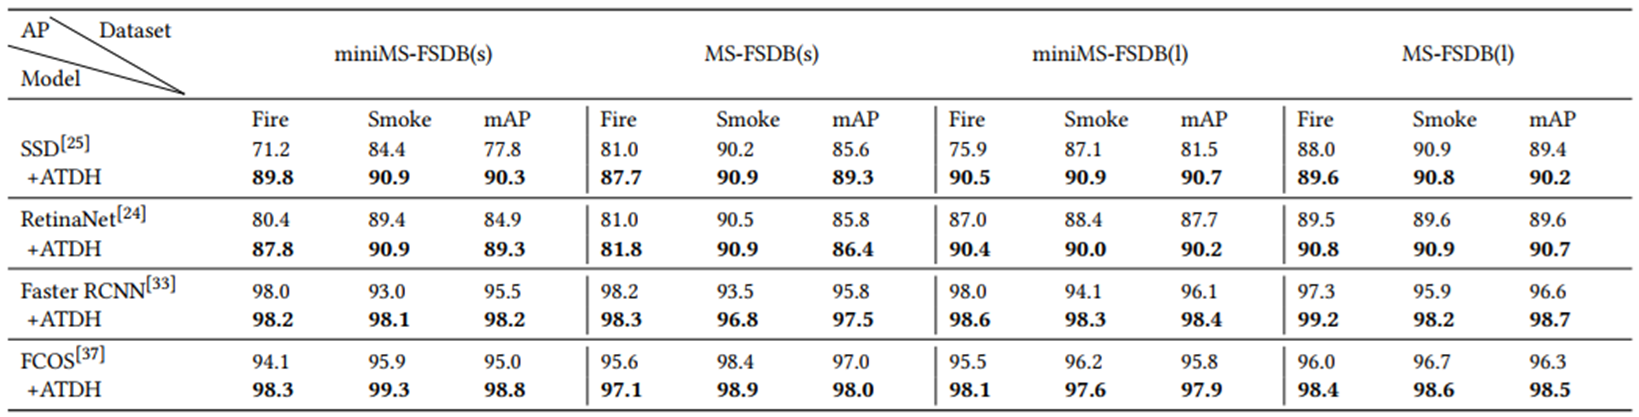 AP Dataset
miniMS-FSDB(s) MS-FSDB(s) miniMS-FSDB(l) MS-FSDB(l)
Model
Fire Smoke mAP Fire Smoke mAP Fire Smoke mAP Fire Smoke mAP
SSD[25] 71.2 84.4 77.8 81.0 90.2 85.6 75.9 87.1 81.5 88.0 90.9 89.4
+ATDH 89.8 90.9 90.3 87.7 90.9 89.3 90.5 90.9 90.7 89.6 90.8 90.2
RetinaNet[24] 80.4 89.4 84.9 81.0 90.5 85.8 87.0 88.4 87.7 89.5 89.6 89.6
+ATDH 87.8 90.9 89.3 81.8 90.9 86.4 90.4 90.0 90.2 90.8 90.9 90.7
Faster RCNN[33] 98.0 93.0 95.5 98.2 93.5 95.8 98.0 94.1 96.1 97.3 95.9 96.6
+ATDH 98.2 98.1 98.2 98.3 96.8 97.5 98.6 98.3 98.4 99.2 98.2 98.7
FCOS[37] 94.1 95.9 95.0 95.6 98.4 97.0 95.5 96.2 95.8 96.0 96.7 96.3
+ATDH 98.3 99.3 98.8 97.1 98.9 98.0 98.1 97.6 97.9 98.4 98.6 98.5